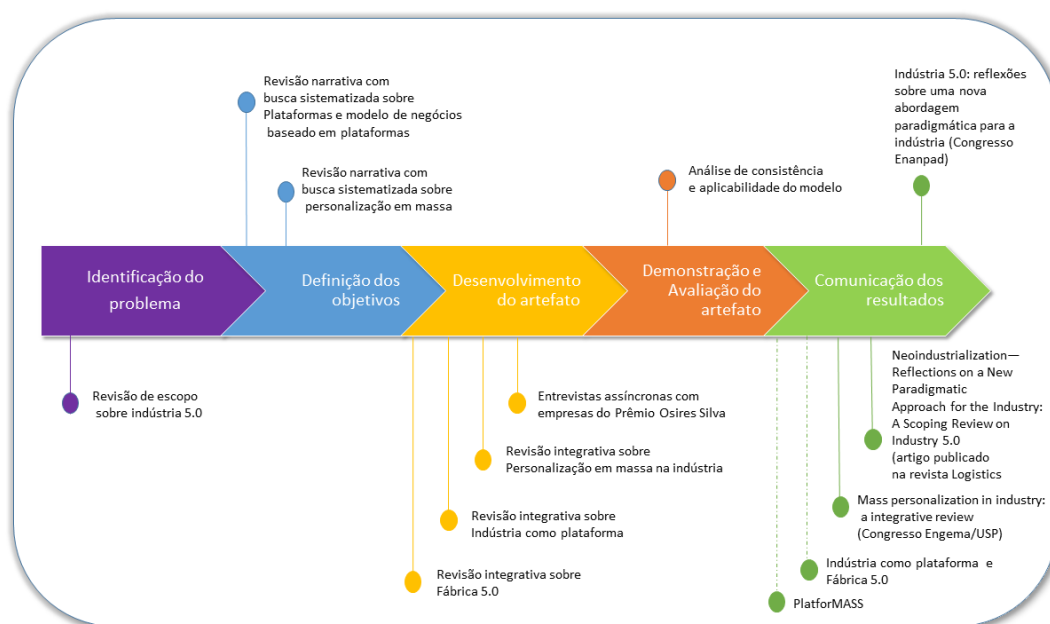 Revisão narrativa com
busca sistematizada sobre
Plataformas e modelo de negócios
baseado em plataformas
Revisão narrativa com
busca sistematizada sobre
personalização em massa
Análise de consistência
e aplicabilidade do modelo
Indústria 5.0: reflexões
sobre uma nova
abordagem
paradigmática para a
indústria (Congresso
Enanpad)
Identificação do
problema
Definição dos
objetivos
Desenvolvimento
do artefato
Demonstração e
Avaliação do
artefato
Comunicação dos
resultados
Revisão de escopo
sobre indústria 5.0
Entrevistas assíncronas com
empresas do Prêmio Osires Silva
Revisão integrativa sobre
Personalização em massa na indústria
Revisão integrativa sobre
Indústria como plataforma
Revisão integrativa sobre
Fábrica 5.0
Neoindustrialization—
Reflections on a New
Paradigmatic
Approach for the Industry:
A Scoping Review on
Industry 5.0
(artigo publicado
na revista Logistics
Mass personalization in industry:
a integrative review
(Congresso Engema/USP)
Indústria como plataforma e
Fábrica 5.0
PlatforMASS